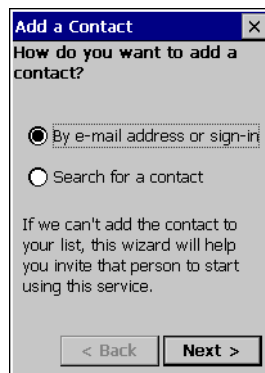 Add a Contact
How do you want to add a
contact?
By e-mail address or sign-in
Search for a contact
If we can't add the contact to
your list, this wizard will help
you invite that person to start
using this service.
< Back
Next >